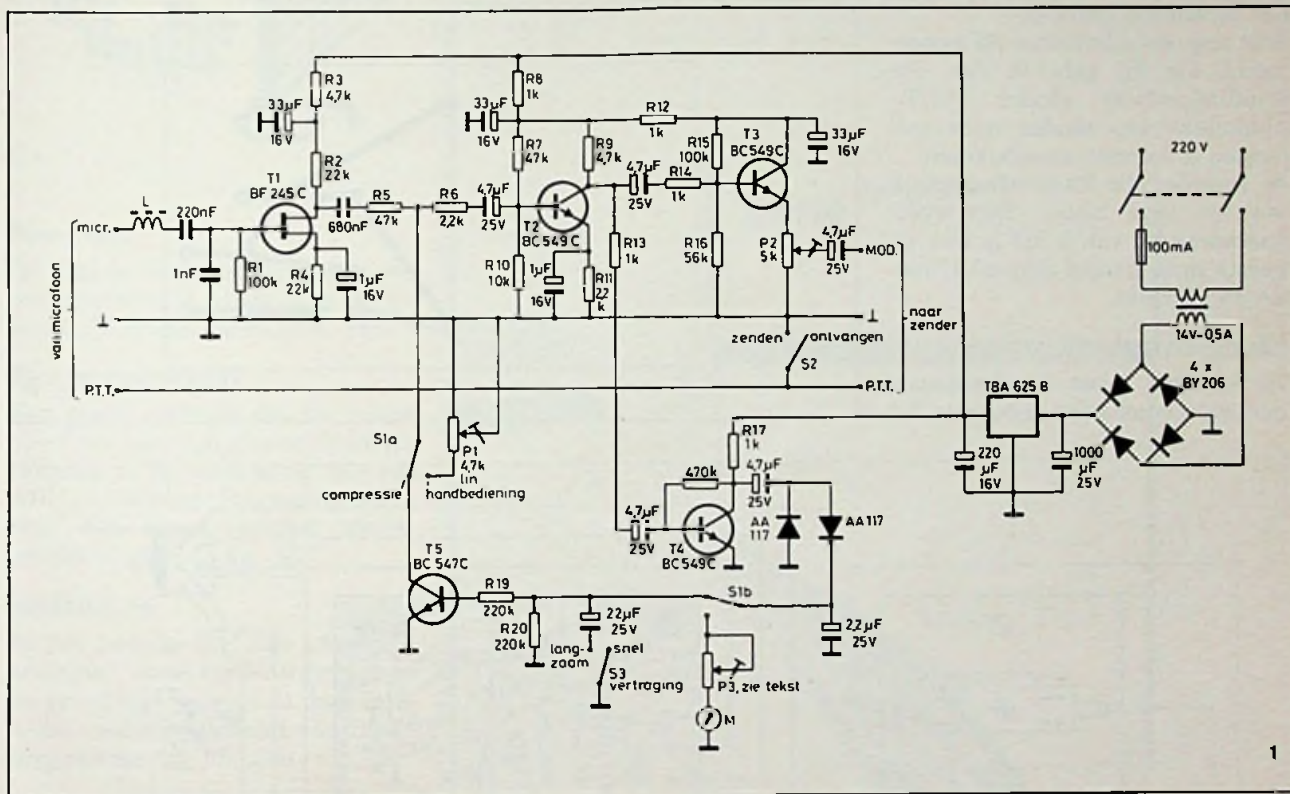 R3
4,7k
33µF
16V
R2
22k
T1
BF 245 C
L
micr.
220nF
1nF
R1
100k
R4
22k
1µF
16V
680nF
R5
47k
R6
2,2k
4,7µF
25V
R8
1k
33µF
16V
R7
47k
R9
4,7k
T2
BC 549 C
R10
10k
1µF
16V
R11
22
k
R12
1k
4,7µF
25V
R14
1k
R13
1k
R15
100k
T3
BC549C
33µF
16V
R16
56k
P2
5k
4,7µF
25V
MOD.
van microfoon
⊥
P.T.T.
zenden
ontvangen
S2
⊥
P.T.T.
naar
zender
220 V
100mA
14V-0,5A
4 x
BY 206
TBA 625 B
220
µF
16V
1000
µF
25V
S1a
P1
4,7k
lin
compressie
handbediening
R17
1k
470k
4,7µF
25V
4,7µF
25V
T4
BC549C
AA
117
AA 117
T5
BC 547C
R19
220k
R20
220k
22µF
25V
lang-
zaam
snel
S3
vertraging
S1b
2,2µF
25V
P3, zie tekst
M
1